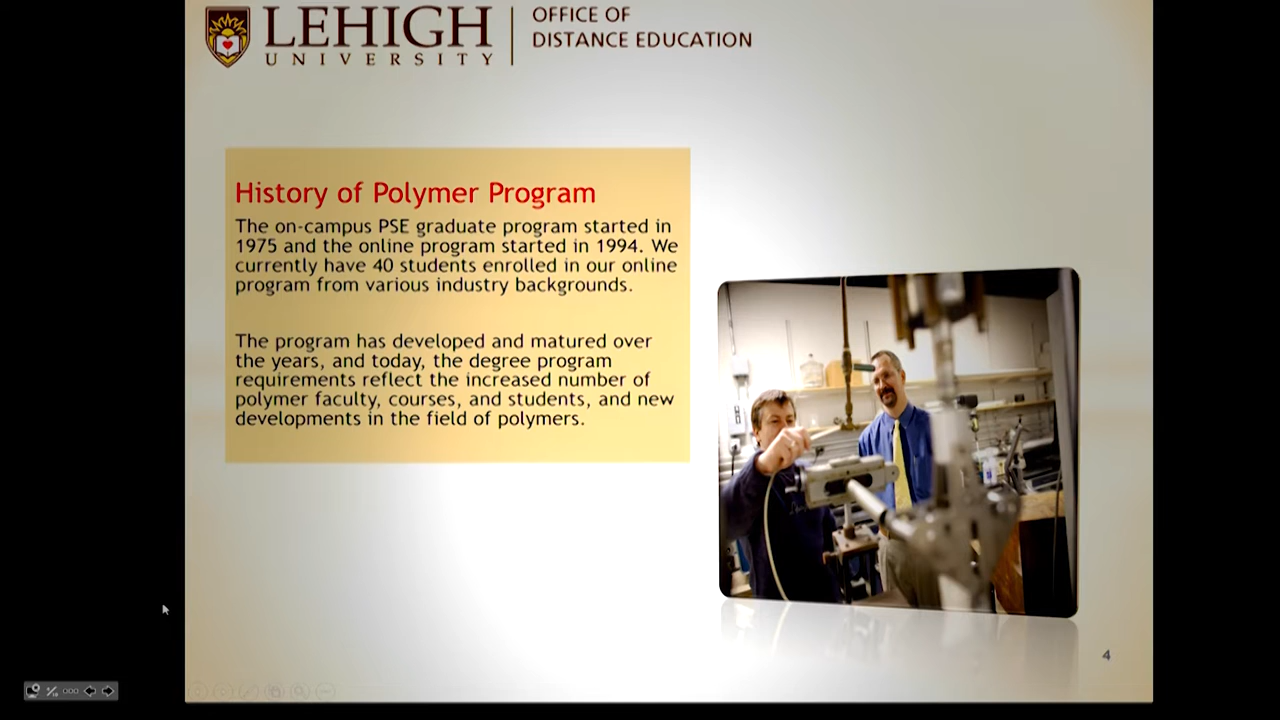 LEHIGH
UNIVERSITY
OFFICE OF
DISTANCE EDUCATION
History of Polymer Program
The on-campus PSE graduate program started in
1975 and the online program started in 1994. We
currently have 40 students enrolled in our online
program from various industry backgrounds.
The program has developed and matured over
the years, and today, the degree program
requirements reflect the increased number of
polymer faculty, courses, and students, and new
developments in the field of polymers.
4